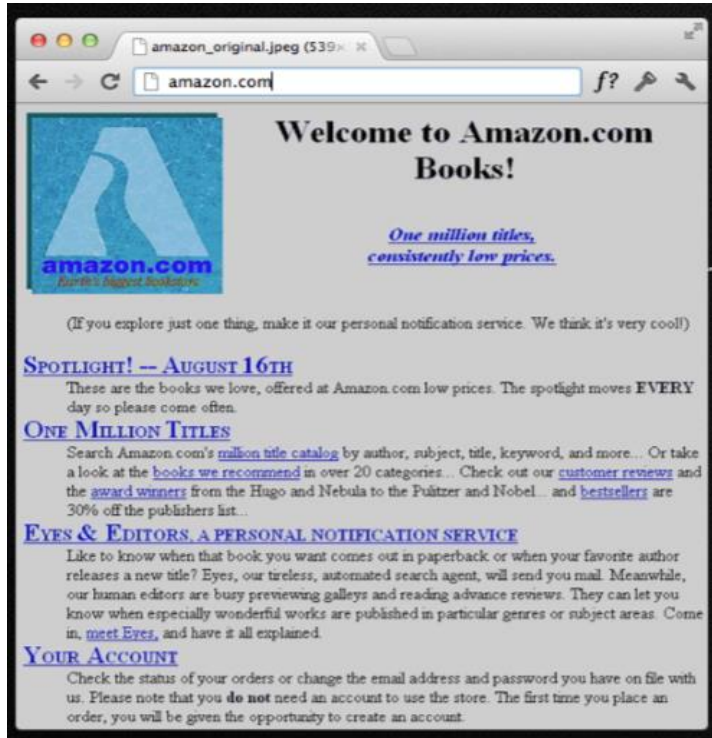 amazon_original.jpeg (539×
amazon.com
f?
Welcome to Amazon.com
Books!
One million titles,
consistently low prices.
amazon.com
Earth's biggest bookstore
(If you explore just one thing, make it our personal notification service. We think it's very cool!)
SPOTLIGHT! -- AUGUST 16TH
These are the books we love, offered at Amazon.com low prices. The spotlight moves EVERY
day so please come often.
ONE MILLION TITLES
Search Amazon.com's million title catalog by author, subject, title, keyword, and more... Or take
a look at the books we recommend in over 20 categories... Check out our customer reviews and
the award winners from the Hugo and Nebula to the Pulitzer and Nobel... and bestsellers are
30% off the publishers list...
EYES & EDITORS, A PERSONAL NOTIFICATION SERVICE
Like to know when that book you want comes out in paperback or when your favorite author
releases a new title? Eyes, our tireless, automated search agent, will send you mail. Meanwhile,
our human editors are busy previewing galleys and reading advance reviews. They can let you
know when especially wonderful works are published in particular genres or subject areas. Come
in, meet Eyes, and have it all explained.
YOUR ACCOUNT
Check the status of your orders or change the email address and password you have on file with
us. Please note that you do not need an account to use the store. The first time you place an
order, you will be given the opportunity to create an account.